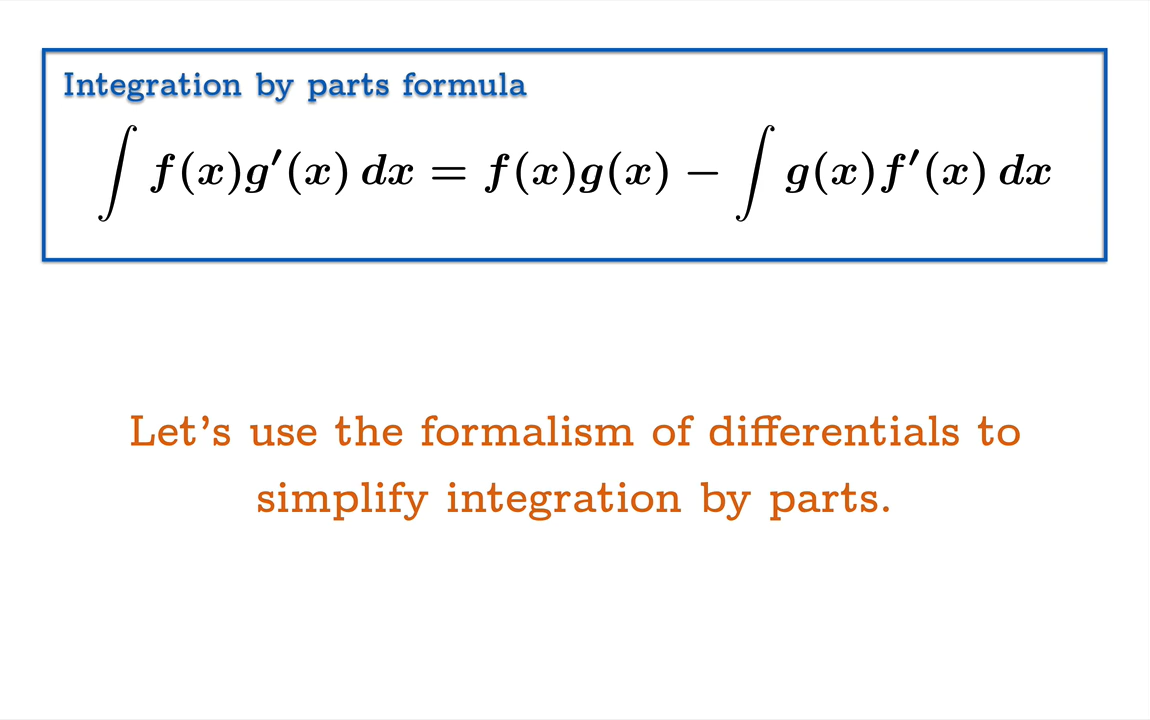 Integration by parts formula
∫ f(x)g′(x) dx = f(x)g(x) − ∫ g(x)f′(x) dx
Let’s use the formalism of differentials to
simplify integration by parts.